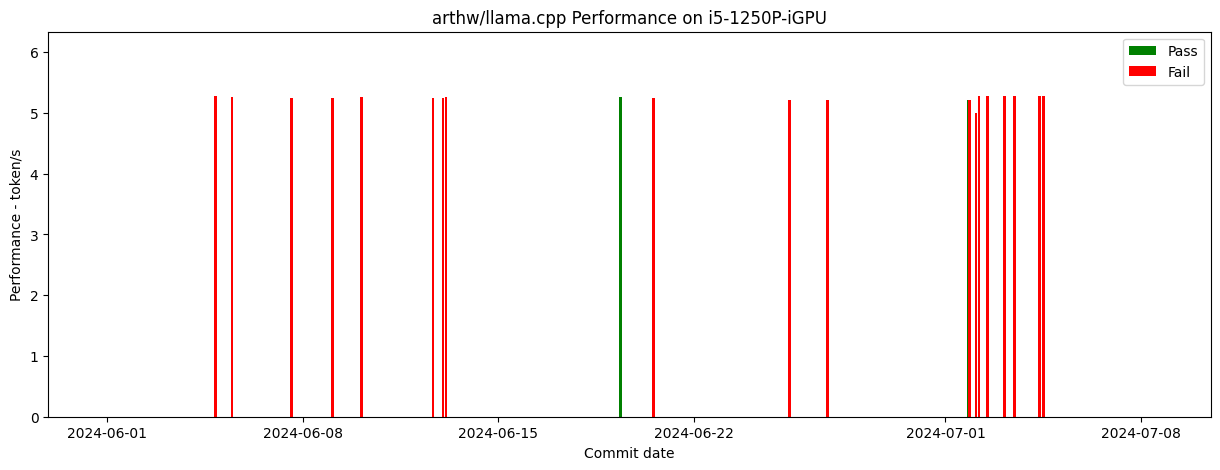 arthw/llama.cpp Performance on i5-1250P-iGPU
Pass
Fail
Performance - token/s
6
5
4
3
2
1
0
2024-06-01
2024-06-08
2024-06-15
2024-06-22
2024-07-01
2024-07-08
Commit date